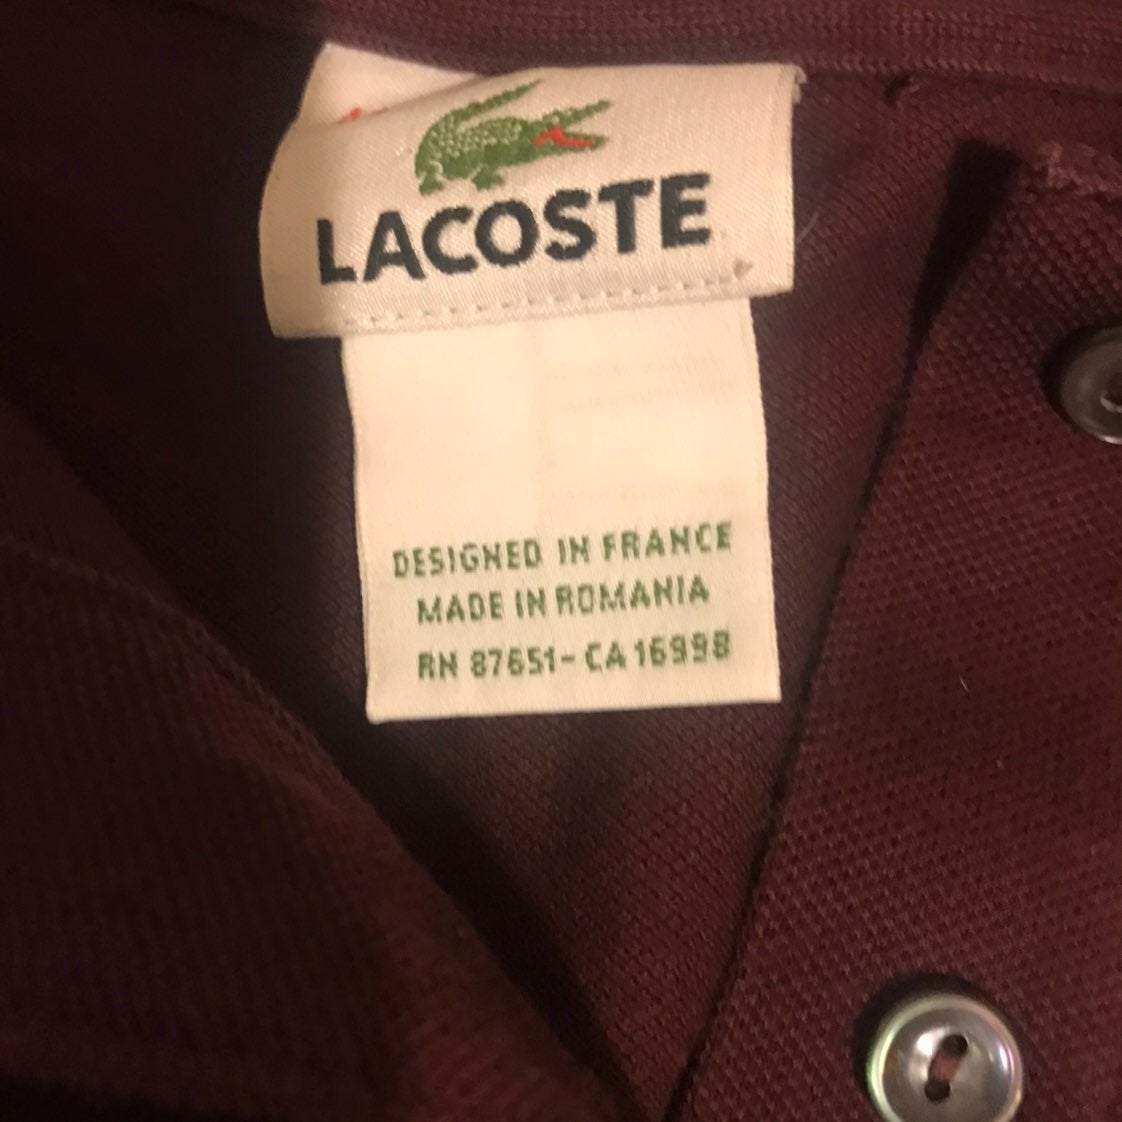 LACOSTE
DESIGNED IN FRANCE
MADE IN ROMANIA
RN 87651-CA 16998